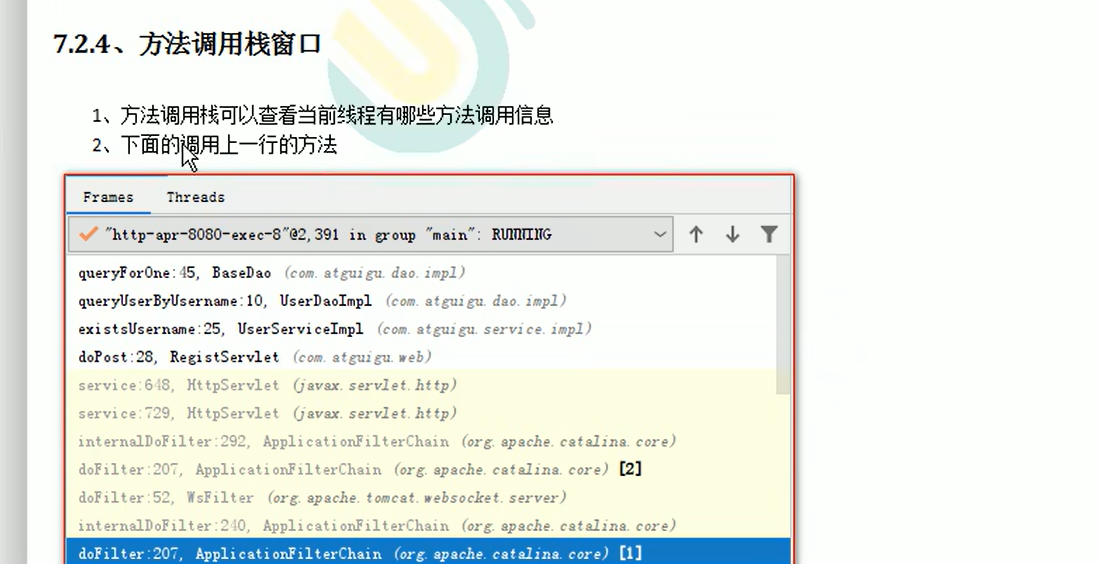 7.2.4、方法调用栈窗口
1、方法调用栈可以查看当前线程有哪些方法调用信息
2、下面的调用上一行的方法
Frames Threads
"http-apr-8080-exec-8"@2,391 in group "main": RUNNING
queryForOne:45, BaseDao (com.atguigu.dao.impl)
queryUserByUsername:10, UserDaoImpl (com.atguigu.dao.impl)
existsUsername:25, UserServiceImpl (com.atguigu.service.impl)
doPost:28, RegistServlet (com.atguigu.web)
service:648, HttpServlet (javax.servlet.http)
service:729, HttpServlet (javax.servlet.http)
internalDoFilter:292, ApplicationFilterChain (org.apache.catalina.core)
doFilter:207, ApplicationFilterChain (org.apache.catalina.core) [2]
doFilter:52, WsFilter (org.apache.tomcat.websocket.server)
internalDoFilter:240, ApplicationFilterChain (org.apache.catalina.core)
doFilter:207, ApplicationFilterChain (org.apache.catalina.core) [1]